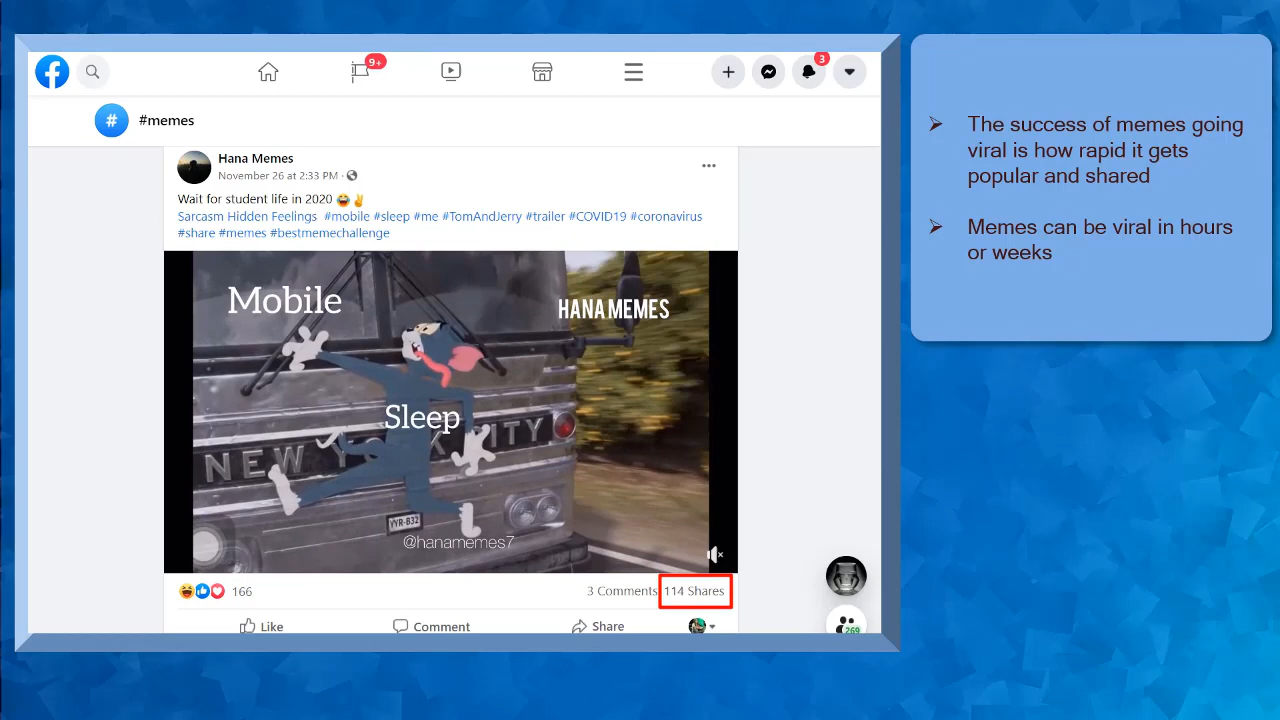 9+
3
#
#memes
Hana Memes
November 26 at 2:33 PM ·
Wait for student life in 2020 😂✌
Sarcasm Hidden Feelings #mobile #sleep #me #TomAndJerry #trailer #COVID19 #coronavirus
#share #memes #bestmemechallenge
Mobile
HANA MEMES
Sleep
NEW YORK CITY
YYR-B32
@hanamemes7
166
3 Comments
114 Shares
Like
Comment
Share
269
The success of memes going
viral is how rapid it gets
popular and shared
Memes can be viral in hours
or weeks